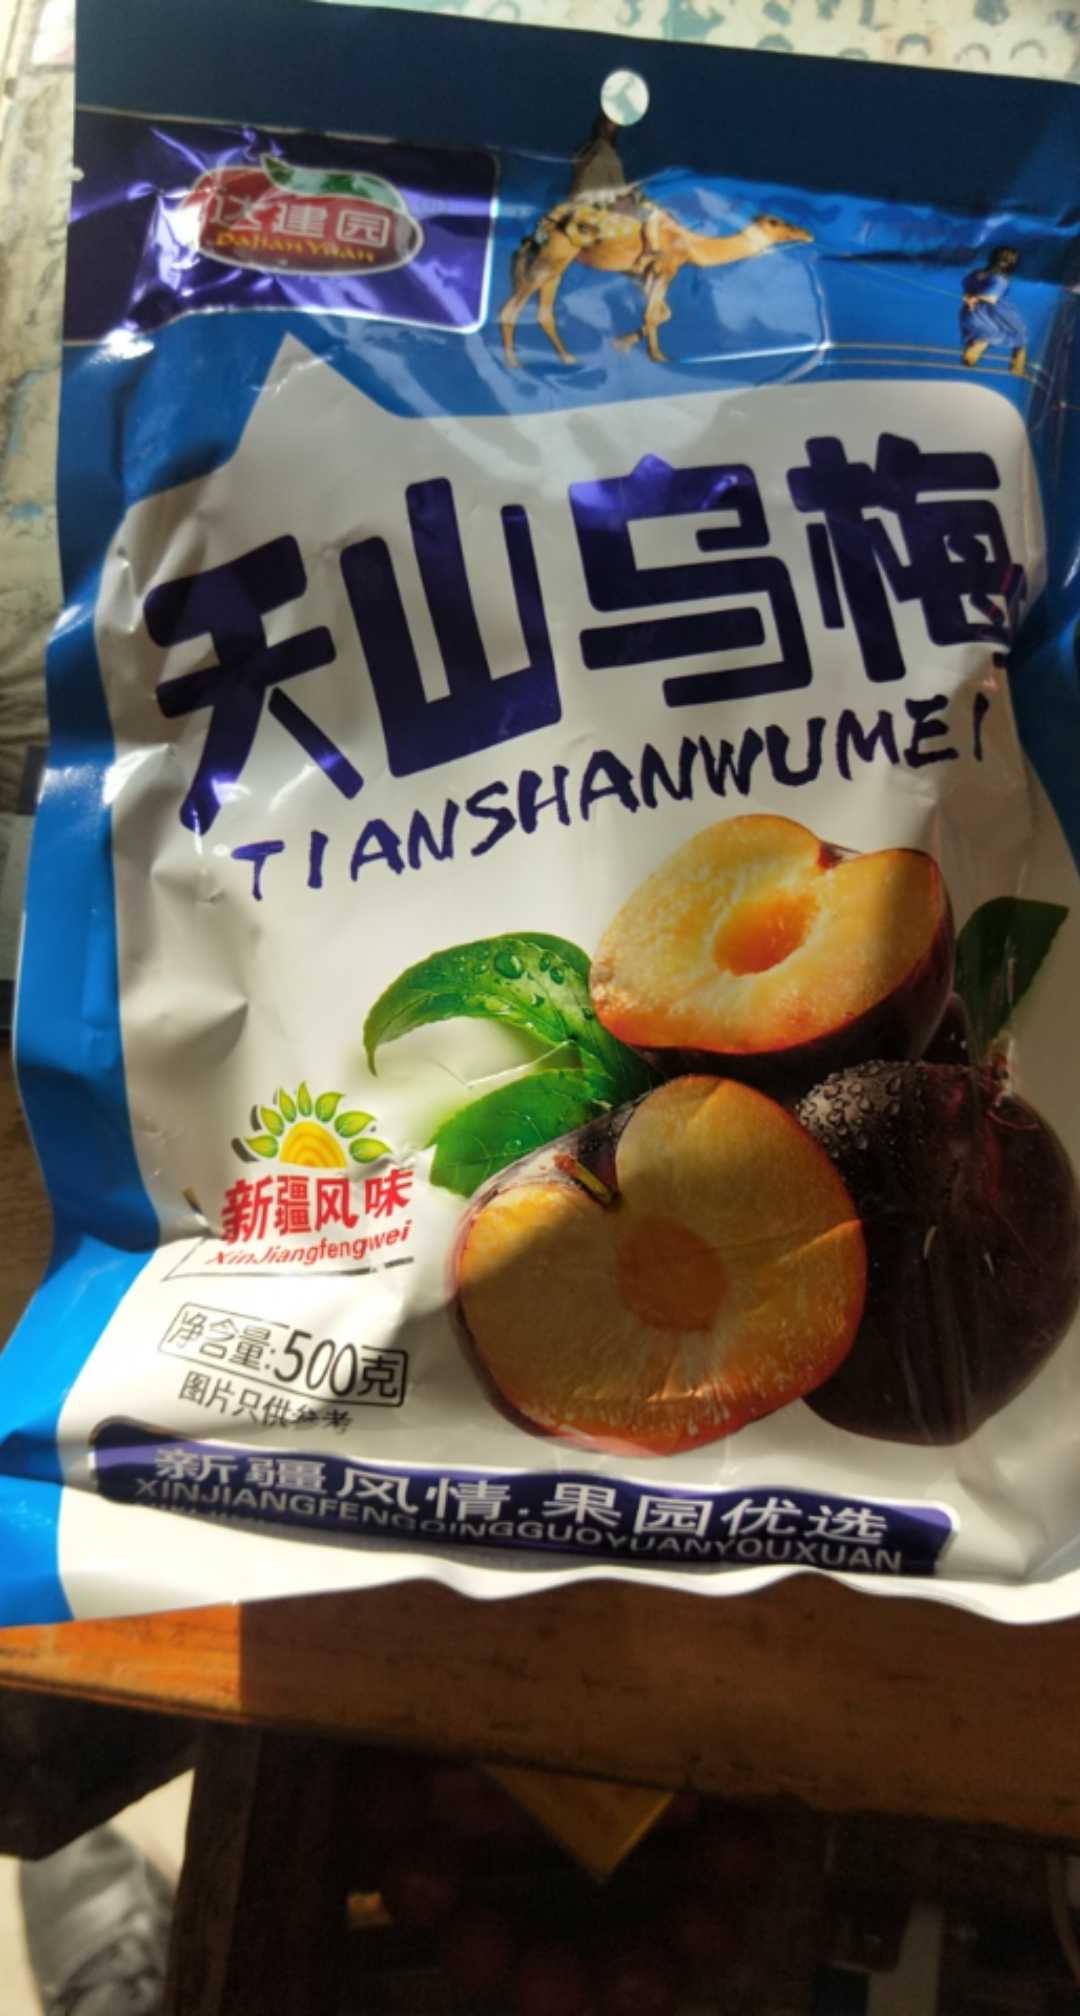 达建园
DaJianYuan
天山乌梅
TIANSHANWUMEI
新疆风味
XinJiangfengwei
净含量:500克
图片只供参考
新疆风情·果园优选
XINJIANGFENGQINGGUOYUANYOUXUAN